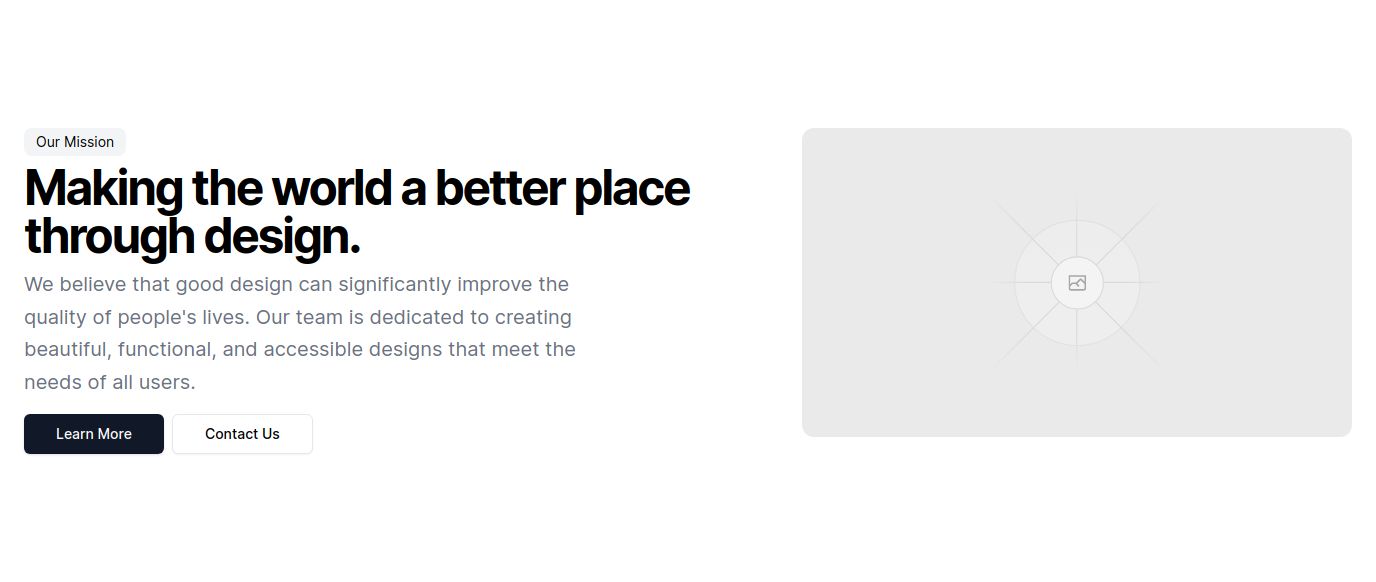 Our Mission
Making the world a better place
through design.
We believe that good design can significantly improve the
quality of people's lives. Our team is dedicated to creating
beautiful, functional, and accessible designs that meet the
needs of all users.
Learn More
Contact Us